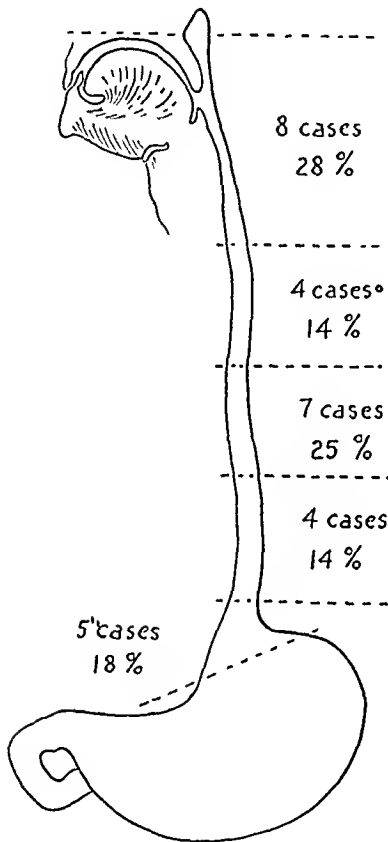 8 cases
28 %
4 cases°
14 %
7 cases
25 %
4 cases
14 %
5' cases
18 %